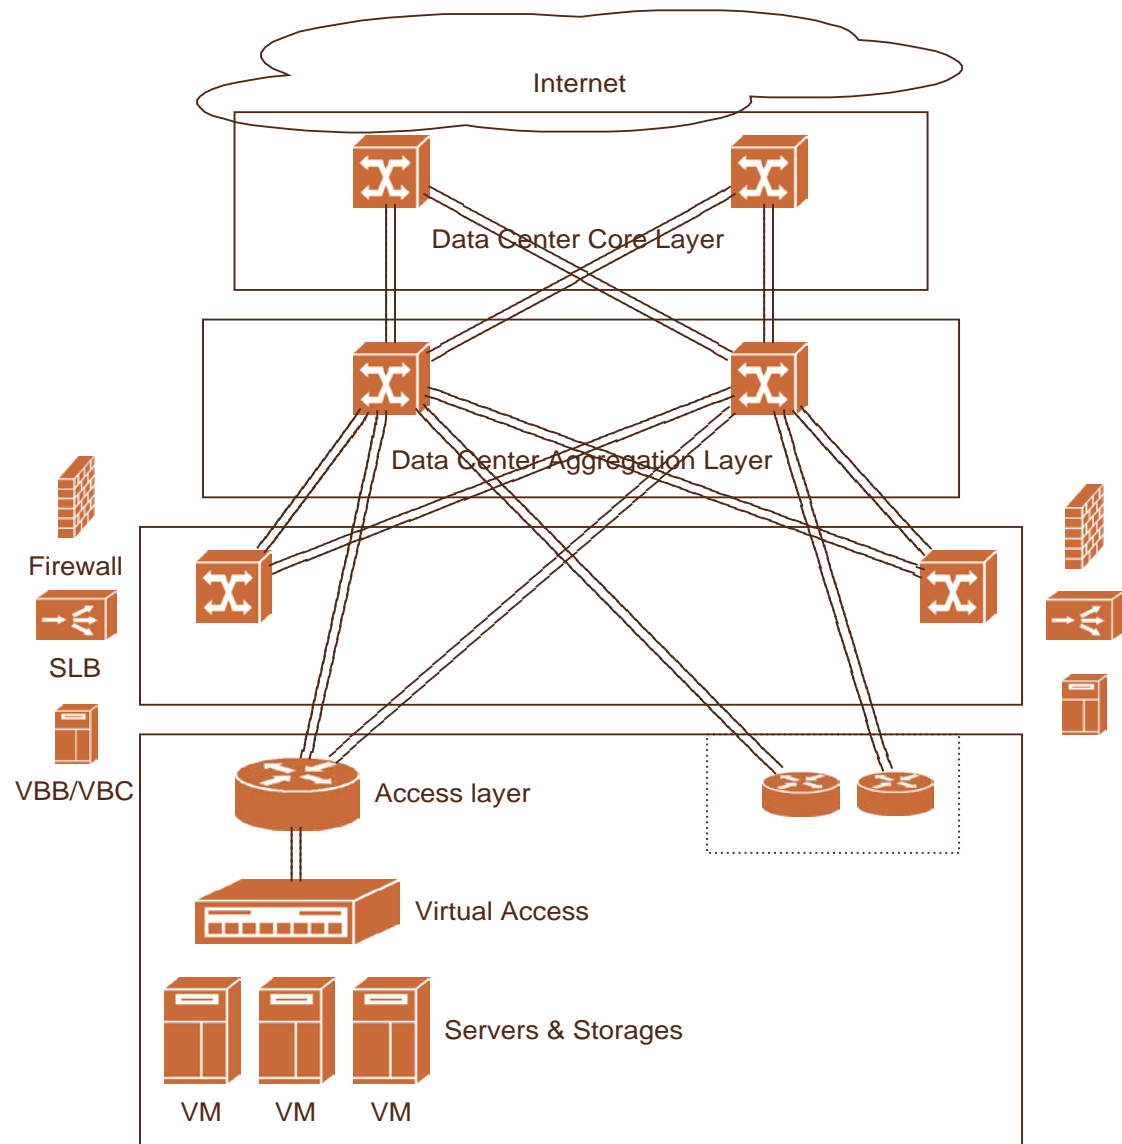 Internet
Data Center Core Layer
Data Center Aggregation Layer
Firewall
SLB
VBB/VBC
Access layer
Virtual Access
Servers & Storages
VM VM VM